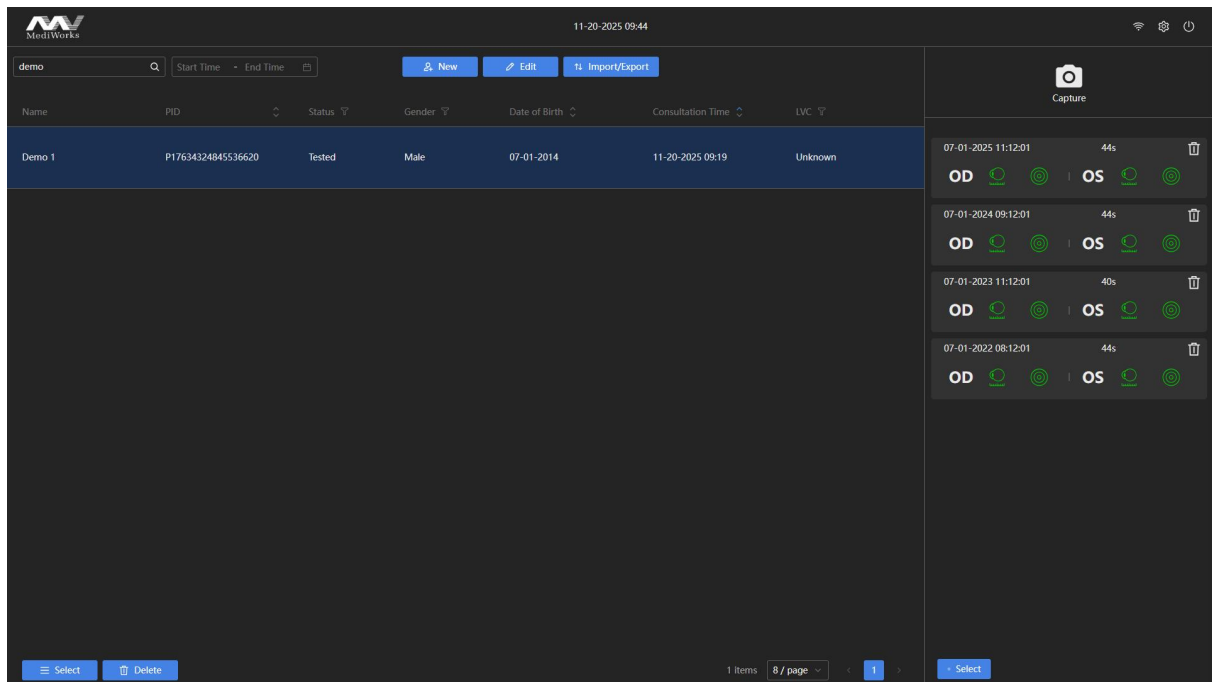 MediWorks
11-20-2025 09:44
demo
Start Time - End Time
New
Edit
Import/Export
Capture
Name PID Status Gender Date of Birth Consultation Time LVC
Demo 1 P17634324845536620 Tested Male 07-01-2014 11-20-2025 09:19 Unknown
07-01-2025 11:12:01 44s
OD OS
07-01-2024 09:12:01 44s
OD OS
07-01-2023 11:12:01 40s
OD OS
07-01-2022 08:12:01 44s
OD OS
Select
Delete
1 items 8 / page < 1 >
+ Select